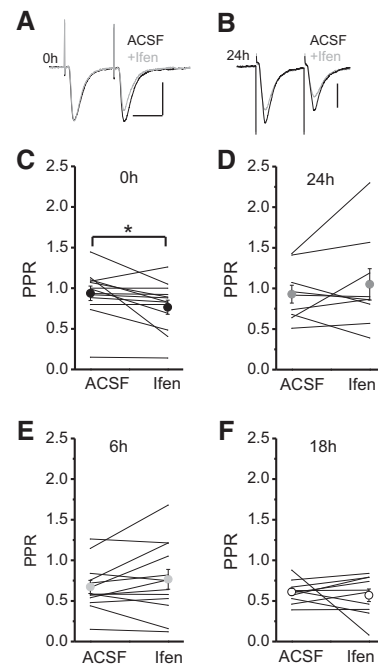 A
B
ACSF
+Ifen
0h
ACSF
+Ifen
24h
C
D
0h
24h
2.5
2.0
1.5
1.0
0.5
0.0
PPR
*
ACSF Ifen
2.5
2.0
1.5
1.0
0.5
0.0
PPR
ACSF Ifen
E
F
6h
18h
2.5
2.0
1.5
1.0
0.5
0.0
PPR
ACSF Ifen
2.5
2.0
1.5
1.0
0.5
0.0
PPR
ACSF Ifen